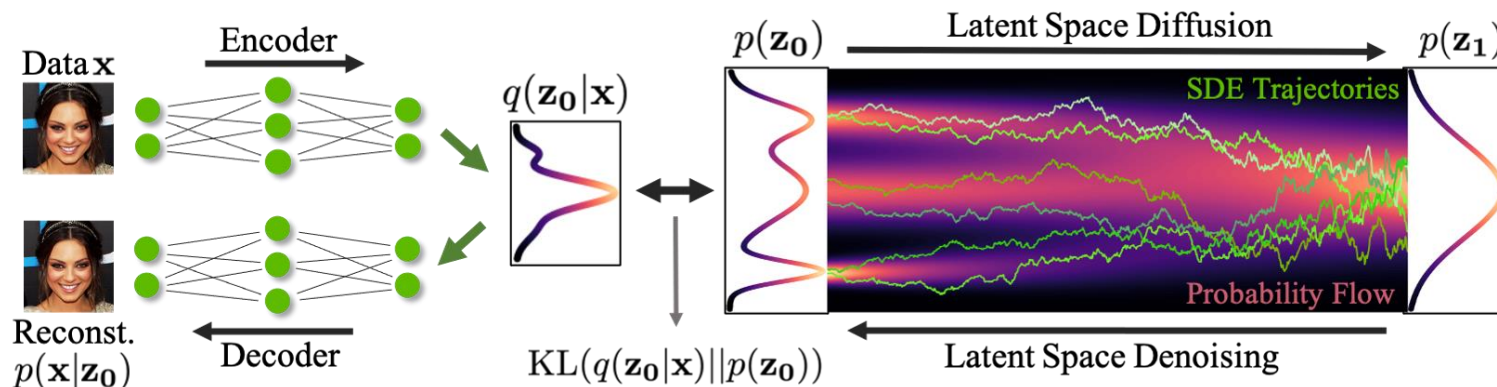 Encoder
Data x
q(z₀|x)
Reconst.
p(x|z₀)
Decoder
KL(q(z₀|x)||p(z₀))
p(z₀)
Latent Space Diffusion
p(z₁)
SDE Trajectories
Probability Flow
Latent Space Denoising